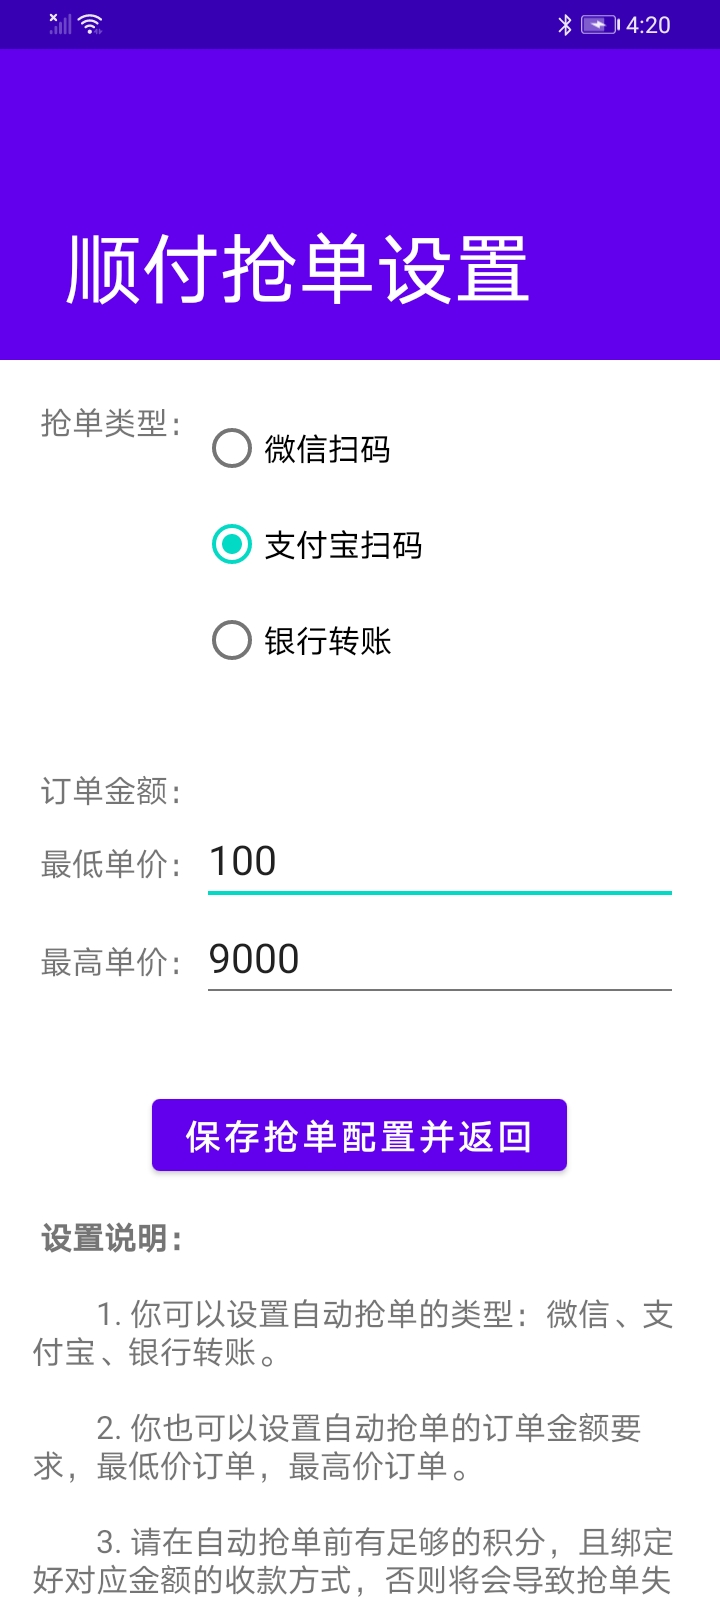 4:20
顺付抢单设置
抢单类型：
微信扫码
支付宝扫码
银行转账
订单金额：
最低单价：100
最高单价：9000
保存抢单配置并返回
设置说明：
1. 你可以设置自动抢单的类型：微信、支
付宝、银行转账。
2. 你也可以设置自动抢单的订单金额要
求，最低价订单，最高价订单。
3. 请在自动抢单前有足够的积分，且绑定
好对应金额的收款方式，否则将会导致抢单失